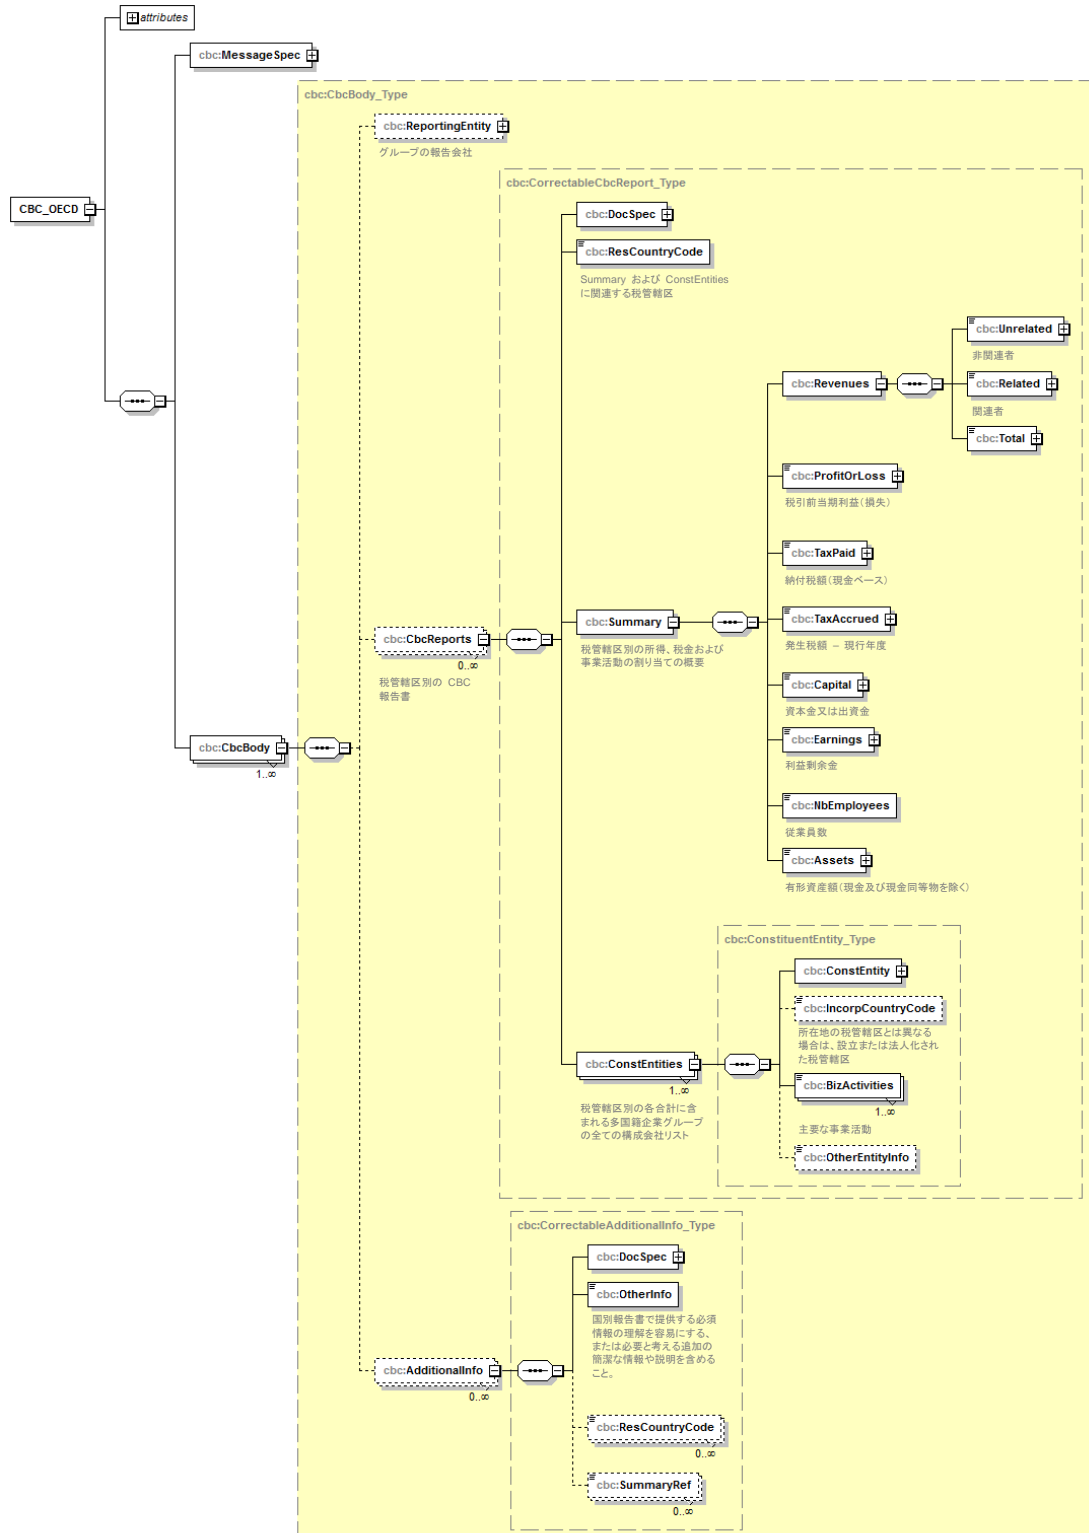 attributes
cbc:MessageSpec
cbc:CbcBody_Type
cbc:ReportingEntity
グループの報告会社
cbc:CorrectableCbcReport_Type
CBC_OECD
cbc:DocSpec
cbc:ResCountryCode
Summary および ConstEntities
に関連する税管轄区
cbc:Unrelated
非関連者
cbc:Revenues
cbc:Related
関連者
cbc:Total
cbc:ProfitOrLoss
税引前当期利益(損失)
cbc:TaxPaid
納付税額(現金ベース)
cbc:TaxAccrued
発生税額 – 現行年度
cbc:CbcReports
0..∞
税管轄区別の CBC
報告書
cbc:Summary
税管轄区別の所得、税金および
事業活動の割り当ての概要
cbc:Capital
資本金又は出資金
cbc:Earnings
利益剰余金
cbc:CbcBody
1..∞
cbc:NbEmployees
従業員数
cbc:Assets
有形資産額(現金及び現金同等物を除く)
cbc:ConstituentEntity_Type
cbc:ConstEntity
cbc:IncorpCountryCode
所在地の税管轄区とは異なる
場合は、設立または法人化され
た税管轄区
cbc:ConstEntities
1..∞
税管轄区別の各合計に含
まれる多国籍企業グループ
の全ての構成会社リスト
cbc:BizActivities
1..∞
主要な事業活動
cbc:OtherEntityInfo
cbc:CorrectableAdditionalInfo_Type
cbc:DocSpec
cbc:OtherInfo
国別報告書で提供する必須
情報の理解を容易にする、
または必要と考える追加の
簡潔な情報や説明を含める
こと。
cbc:AdditionalInfo
0..∞
cbc:ResCountryCode
0..∞
cbc:SummaryRef
0..∞